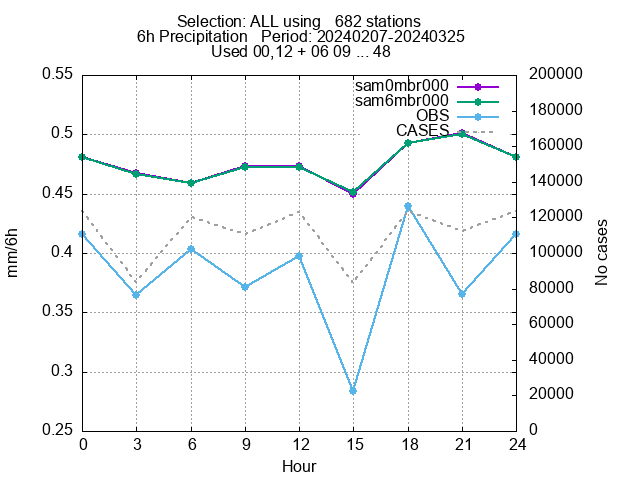 Selection: ALL using   682 stations
6h Precipitation   Period: 20240207-20240325
Used 00,12 + 06 09 ... 48
sam0mbr000
sam6mbr000
OBS
CASES
mm/6h
0.55
0.5
0.45
0.4
0.35
0.3
0.25
200000
180000
160000
140000
120000
100000
80000
60000
40000
20000
0
No cases
0 3 6 9 12 15 18 21 24
Hour